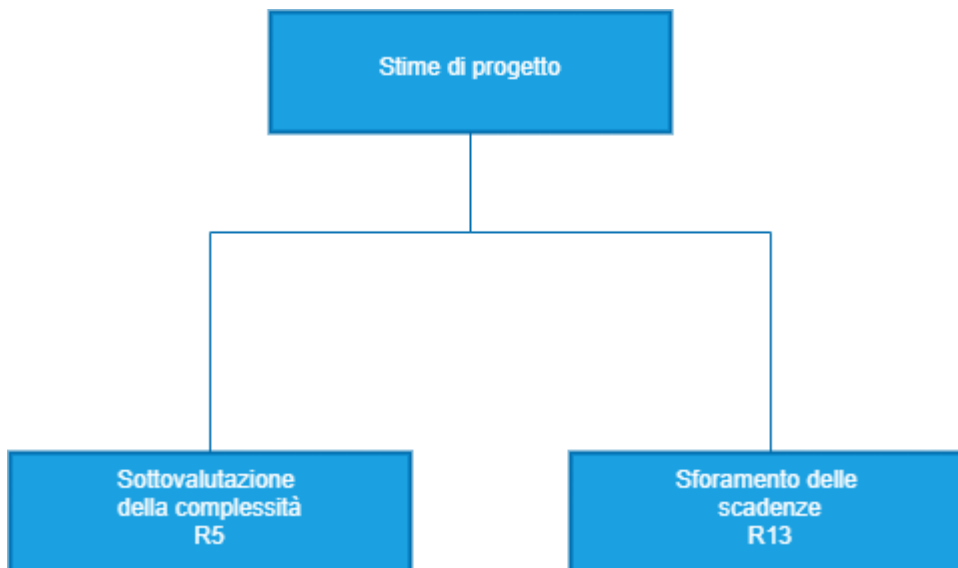 Stime di progetto
Sottovalutazione
della complessità
R5
Sforamento delle
scadenze
R13